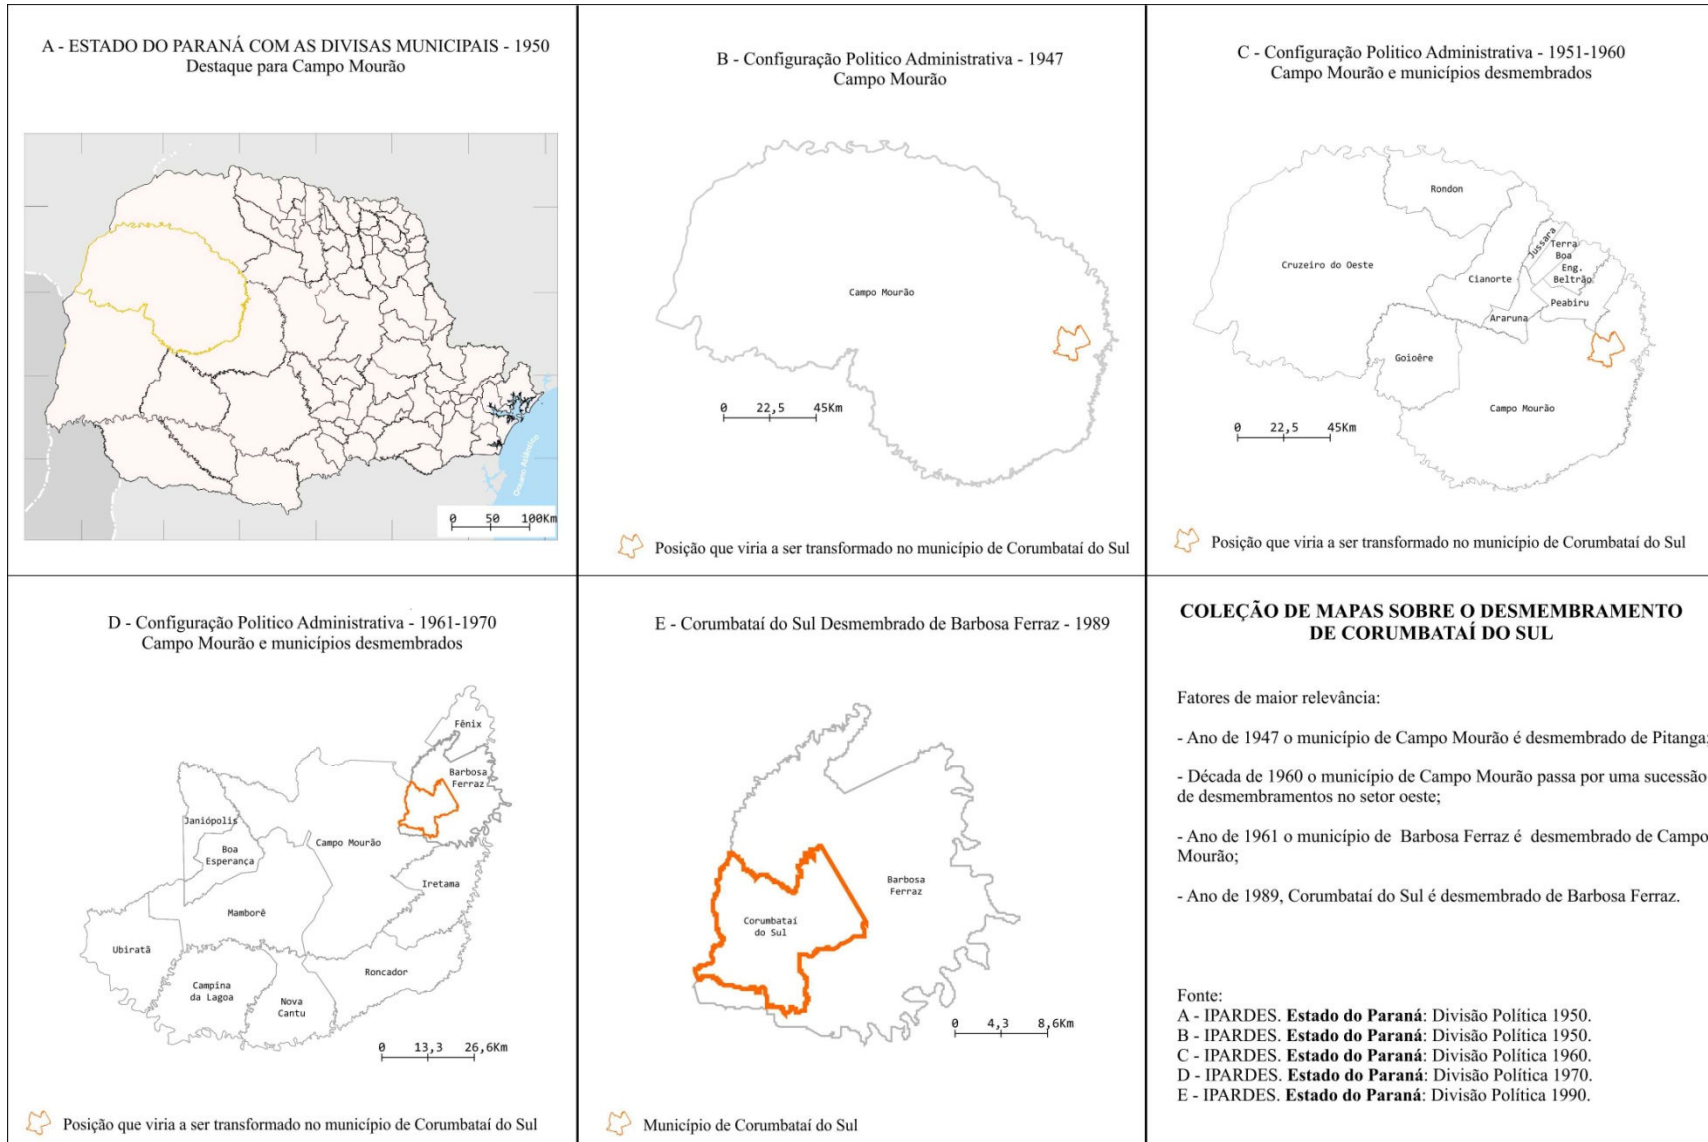 A - ESTADO DO PARANÁ COM AS DIVISAS MUNICIPAIS - 1950
Destaque para Campo Mourão
Oceano Atlântico
0 50 100Km
B - Configuração Politico Administrativa - 1947
Campo Mourão
Campo Mourão
0 22,5 45Km
Posição que viria a ser transformado no município de Corumbataí do Sul
C - Configuração Politico Administrativa - 1951-1960
Campo Mourão e municípios desmembrados
Rondon
Jussara
Terra
Boa
Eng.
Beltrão
Cruzeiro do Oeste
Cianorte
Peabiru
Araruna
Goioêre
Campo Mourão
0 22,5 45Km
Posição que viria a ser transformado no município de Corumbataí do Sul
D - Configuração Politico Administrativa - 1961-1970
Campo Mourão e municípios desmembrados
Fênix
Barbosa
Ferraz
Janiópolis
Boa
Esperança
Campo Mourão
Iretama
Mamborê
Ubiratã
Roncador
Campina
da Lagoa
Nova
Cantu
0 13,3 26,6Km
Posição que viria a ser transformado no município de Corumbataí do Sul
E - Corumbataí do Sul Desmembrado de Barbosa Ferraz - 1989
Barbosa
Ferraz
Corumbataí
do Sul
0 4,3 8,6Km
Município de Corumbataí do Sul
COLEÇÃO DE MAPAS SOBRE O DESMEMBRAMENTO
DE CORUMBATAÍ DO SUL
Fatores de maior relevância:
- Ano de 1947 o município de Campo Mourão é desmembrado de Pitanga;
- Década de 1960 o município de Campo Mourão passa por uma sucessão
de desmembramentos no setor oeste;
- Ano de 1961 o município de Barbosa Ferraz é desmembrado de Campo
Mourão;
- Ano de 1989, Corumbataí do Sul é desmembrado de Barbosa Ferraz.
Fonte:
A - IPARDES. Estado do Paraná: Divisão Política 1950.
B - IPARDES. Estado do Paraná: Divisão Política 1950.
C - IPARDES. Estado do Paraná: Divisão Política 1960.
D - IPARDES. Estado do Paraná: Divisão Política 1970.
E - IPARDES. Estado do Paraná: Divisão Política 1990.